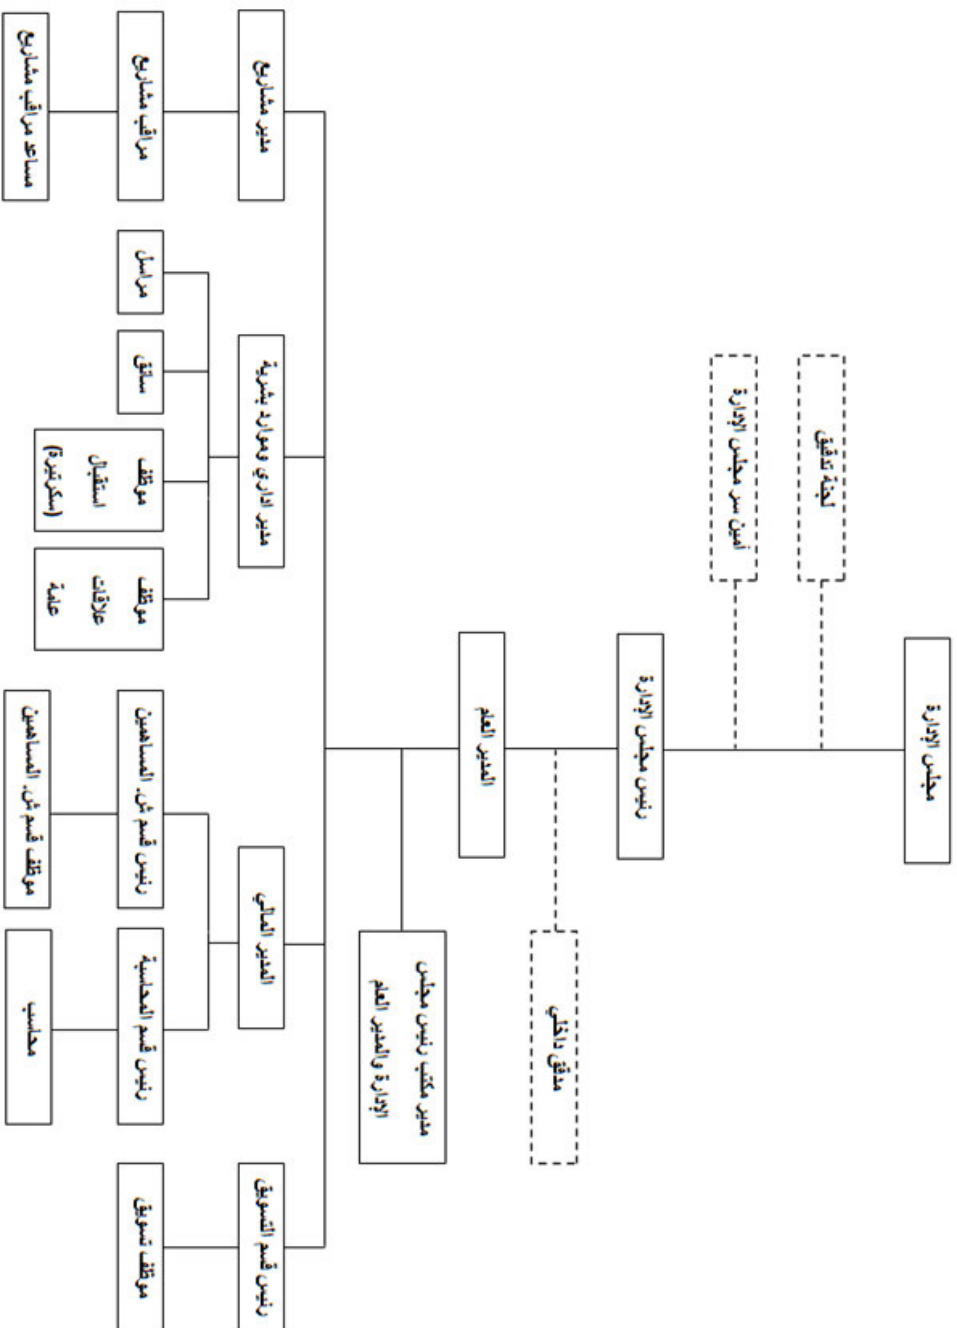 مجلس الإدارة
لجنة تدقيق
أمين سر مجلس الإدارة
رئيس مجلس الإدارة
مدقق داخلي
المدير العام
مدير مكتب رئيس مجلس
الإدارة والمدير العام
رئيس قسم التسويق
المدير المالي
مدير اداري وموارد بشرية
مدير مشاريع
موظف تسويق
رئيس قسم المحاسبة
رئيس قسم ش. المساهمين
موظف
علاقات
عامة
موظف
استقبال
(سكرتيرة)
سائق
مراسل
مراقب مشاريع
محاسب
موظف قسم ش. المساهمين
مساعد مراقب مشاريع